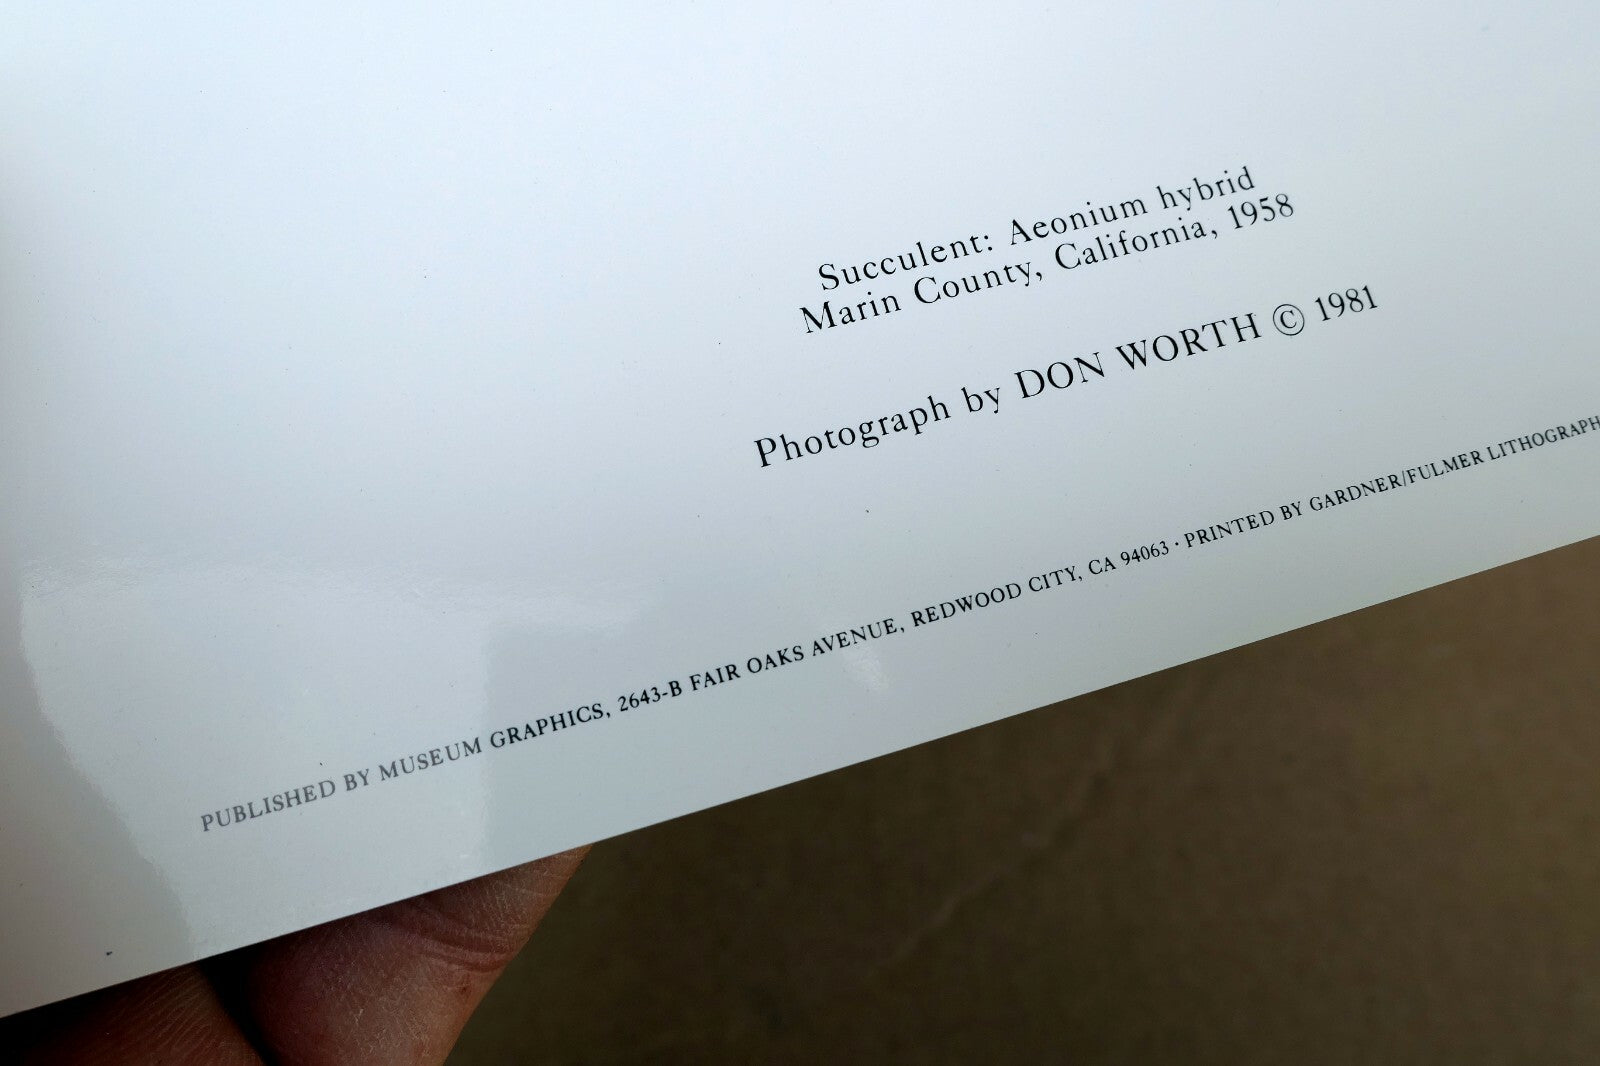 Succulent: Aeonium hybrid
Marin County, California, 1958
Photograph by DON WORTH © 1981
PUBLISHED BY MUSEUM GRAPHICS, 2643-B FAIR OAKS AVENUE, REDWOOD CITY, CA 94063 · PRINTED BY GARDNER/FULMER LITHOGRAPH